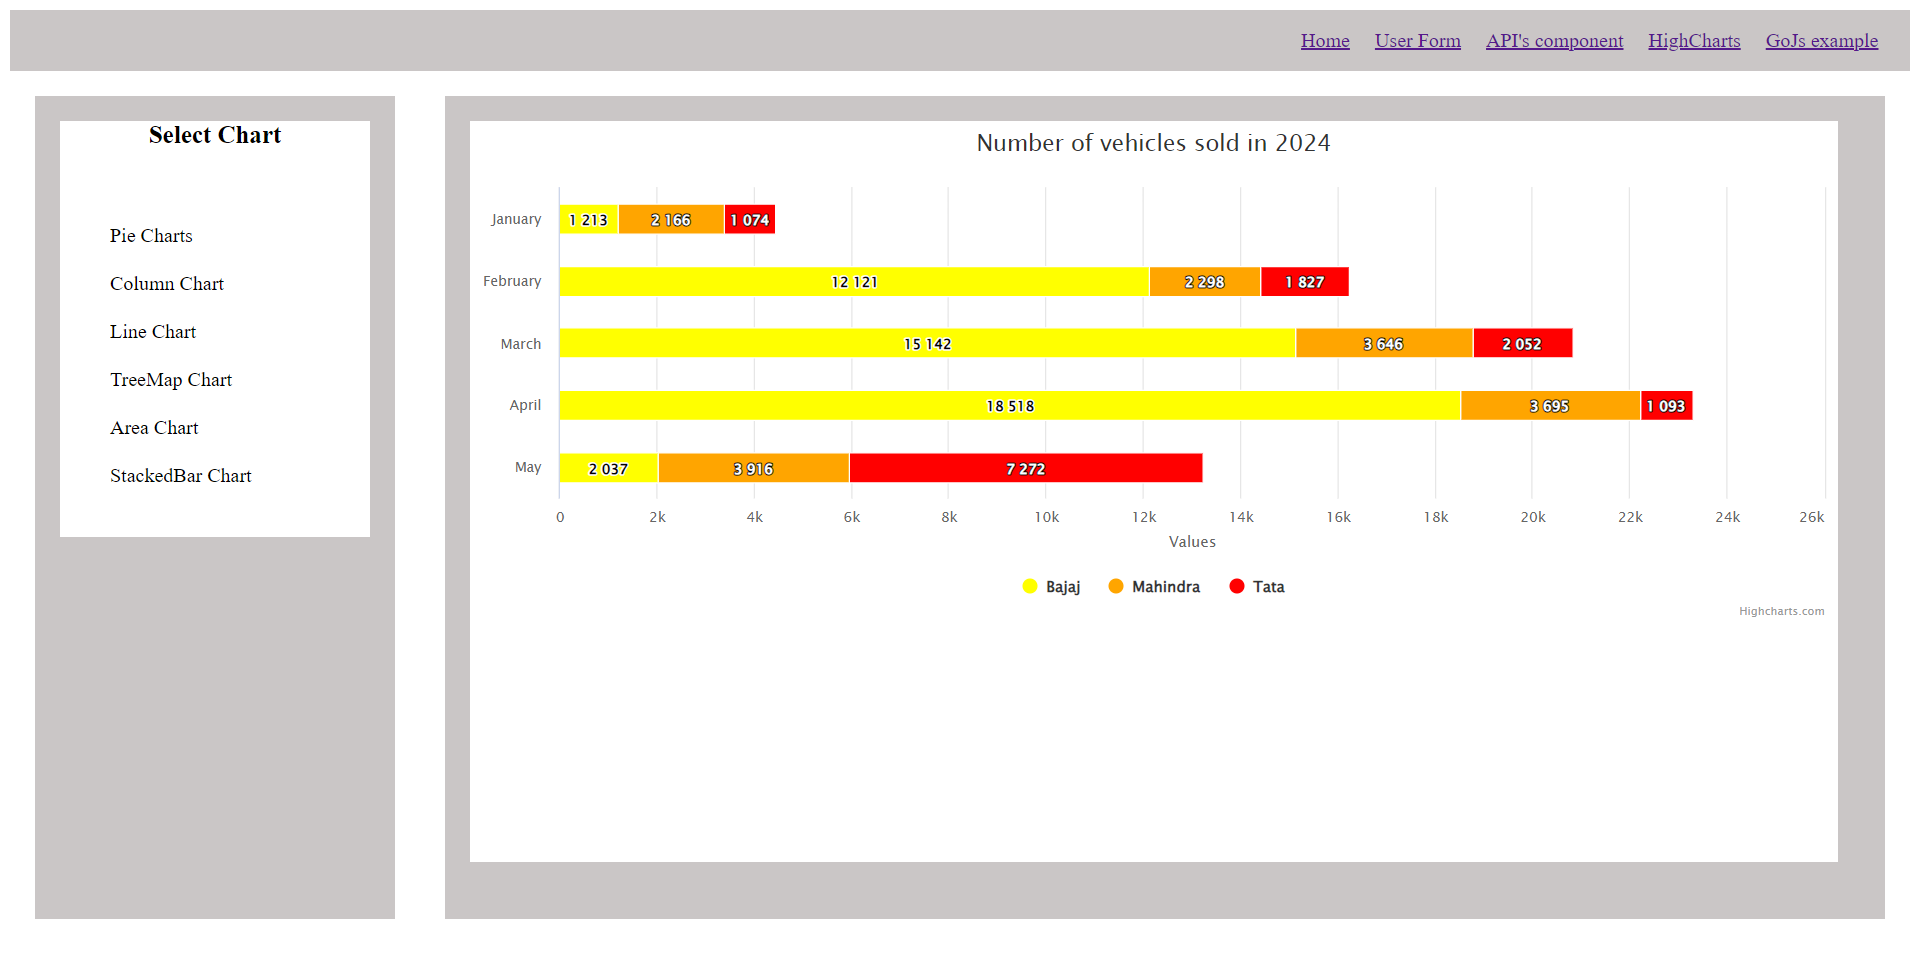 Home User Form API's component HighCharts GoJs example
Select Chart
Pie Charts
Column Chart
Line Chart
TreeMap Chart
Area Chart
StackedBar Chart
Number of vehicles sold in 2024
January 1 213 2 166 1 074
February 12 121 2 298 1 827
March 15 142 3 646 2 052
April 18 518 3 695 1 093
May 2 037 3 916 7 272
0 2k 4k 6k 8k 10k 12k 14k 16k 18k 20k 22k 24k 26k
Values
Bajaj Mahindra Tata
Highcharts.com